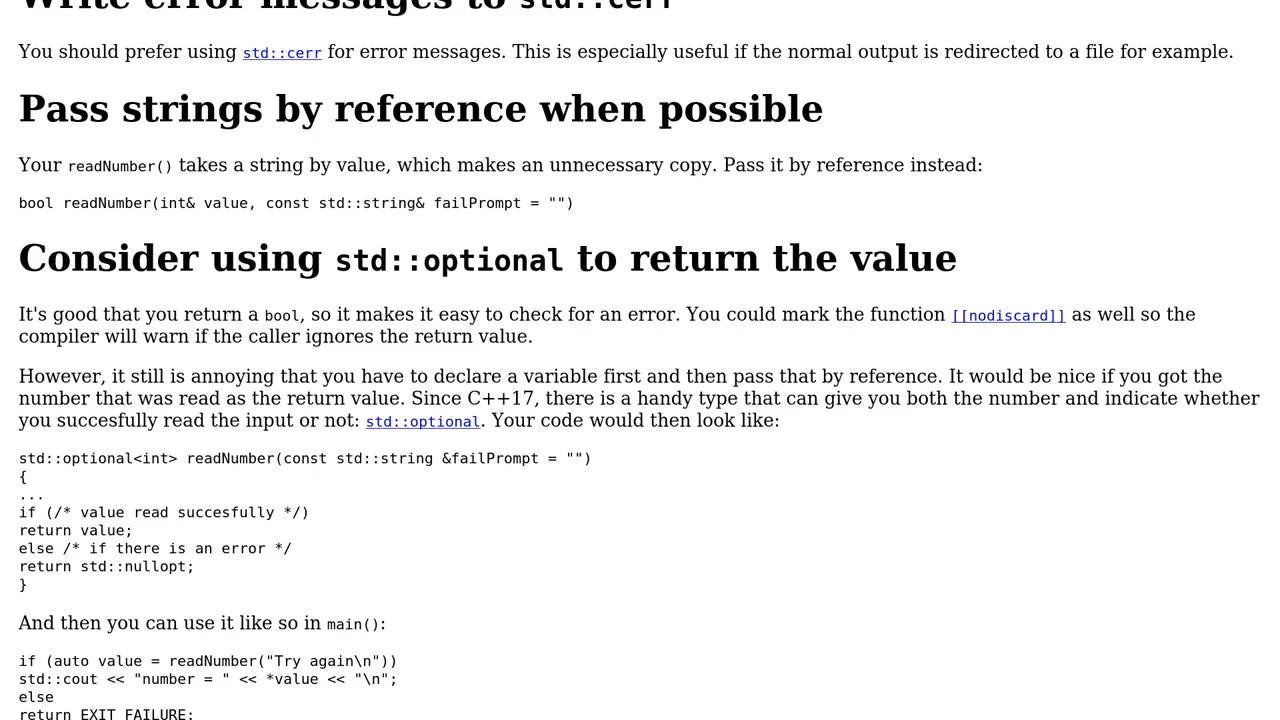 Write error messages to std::cerr
You should prefer using std::cerr for error messages. This is especially useful if the normal output is redirected to a file for example.
Pass strings by reference when possible
Your readNumber() takes a string by value, which makes an unnecessary copy. Pass it by reference instead:
bool readNumber(int& value, const std::string& failPrompt = "")
Consider using std::optional to return the value
It's good that you return a bool, so it makes it easy to check for an error. You could mark the function [[nodiscard]] as well so the
compiler will warn if the caller ignores the return value.
However, it still is annoying that you have to declare a variable first and then pass that by reference. It would be nice if you got the
number that was read as the return value. Since C++17, there is a handy type that can give you both the number and indicate whether
you succesfully read the input or not: std::optional. Your code would then look like:
std::optional<int> readNumber(const std::string &failPrompt = "")
{
...
if (/* value read succesfully */)
return value;
else /* if there is an error */
return std::nullopt;
}
And then you can use it like so in main():
if (auto value = readNumber("Try again\n"))
std::cout << "number = " << *value << "\n";
else
return EXIT_FAILURE;